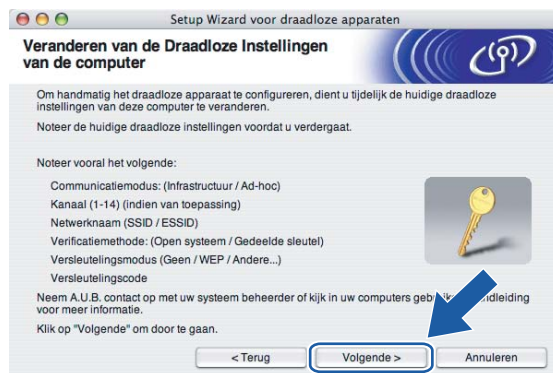 Setup Wizard voor draadloze apparaten
Veranderen van de Draadloze Instellingen
van de computer
Om handmatig het draadloze apparaat te configureren, dient u tijdelijk de huidige draadloze
instellingen van deze computer te veranderen.
Noteer de huidige draadloze instellingen voordat u verdergaat.
Noteer vooral het volgende:
Communicatiemodus: (Infrastructuur / Ad-hoc)
Kanaal (1-14) (indien van toepassing)
Netwerknaam (SSID / ESSID)
Verificatiemethode: (Open systeem / Gedeelde sleutel)
Versleutelingsmodus (Geen / WEP / Andere...)
Versleutelingscode
Neem A.U.B. contact op met uw systeem beheerder of kijk in uw computers
voor meer informatie.
Klik op "Volgende" om door te gaan.
< Terug
Volgende >
Annuleren